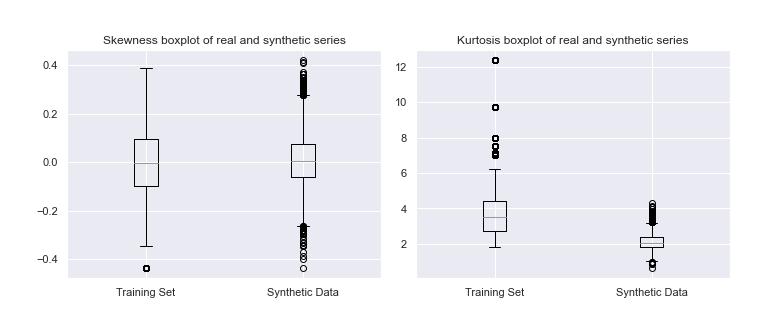 Skewness boxplot of real and synthetic series
0.4
0.2
0.0
−0.2
−0.4
Training Set Synthetic Data
Kurtosis boxplot of real and synthetic series
12
10
8
6
4
2
Training Set Synthetic Data